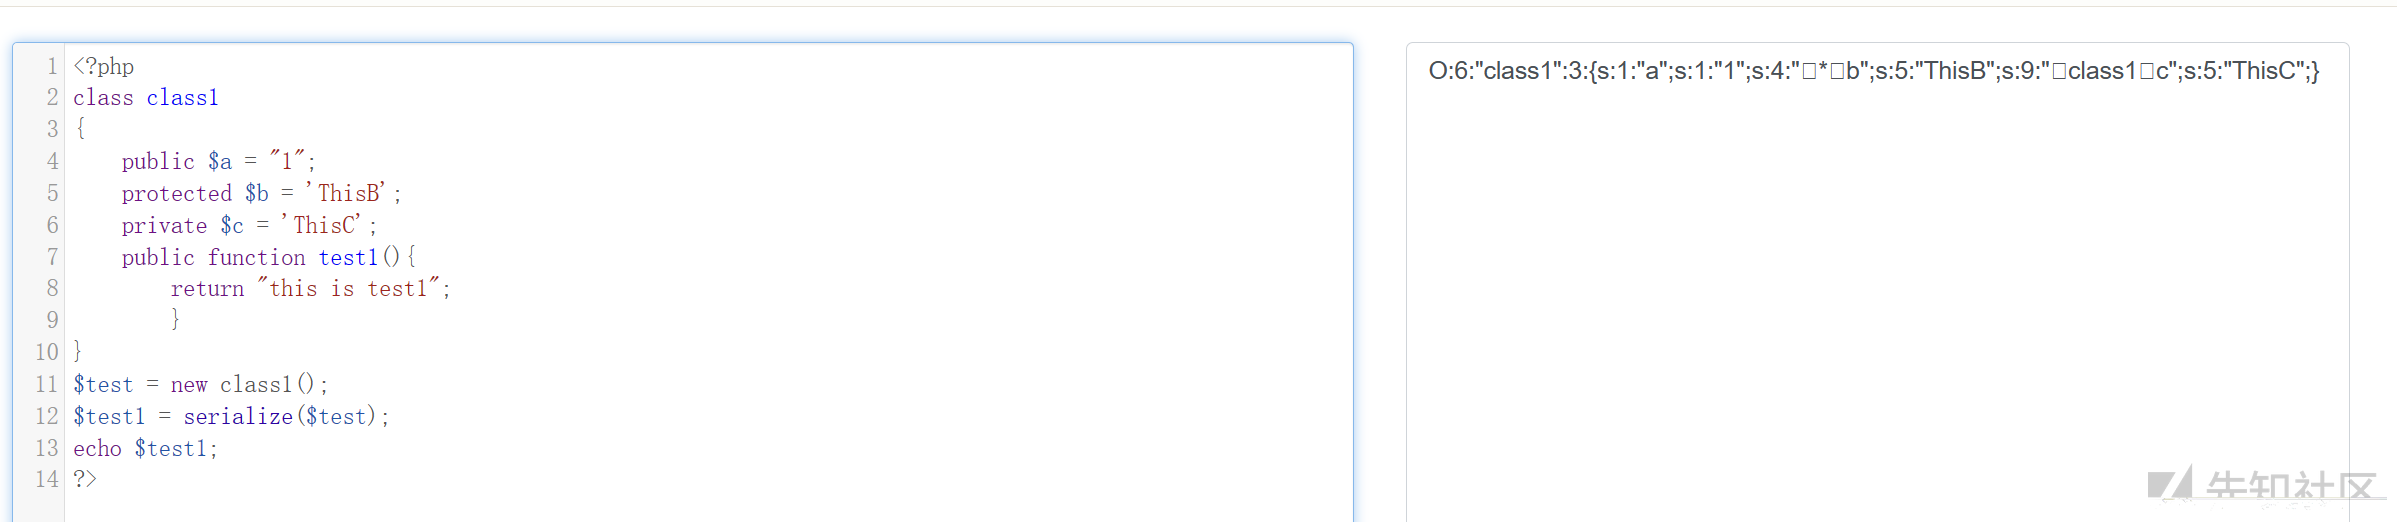 1 <?php
2 class class1
3 {
4     public $a = "1";
5     protected $b = 'ThisB';
6     private $c = 'ThisC';
7     public function test1(){
8         return "this is test1";
9         }
10 }
11 $test = new class1();
12 $test1 = serialize($test);
13 echo $test1;
14 ?>
O:6:"class1":3:{s:1:"a";s:1:"1";s:4:"□*□b";s:5:"ThisB";s:9:"□class1□c";s:5:"ThisC";}
先知社区